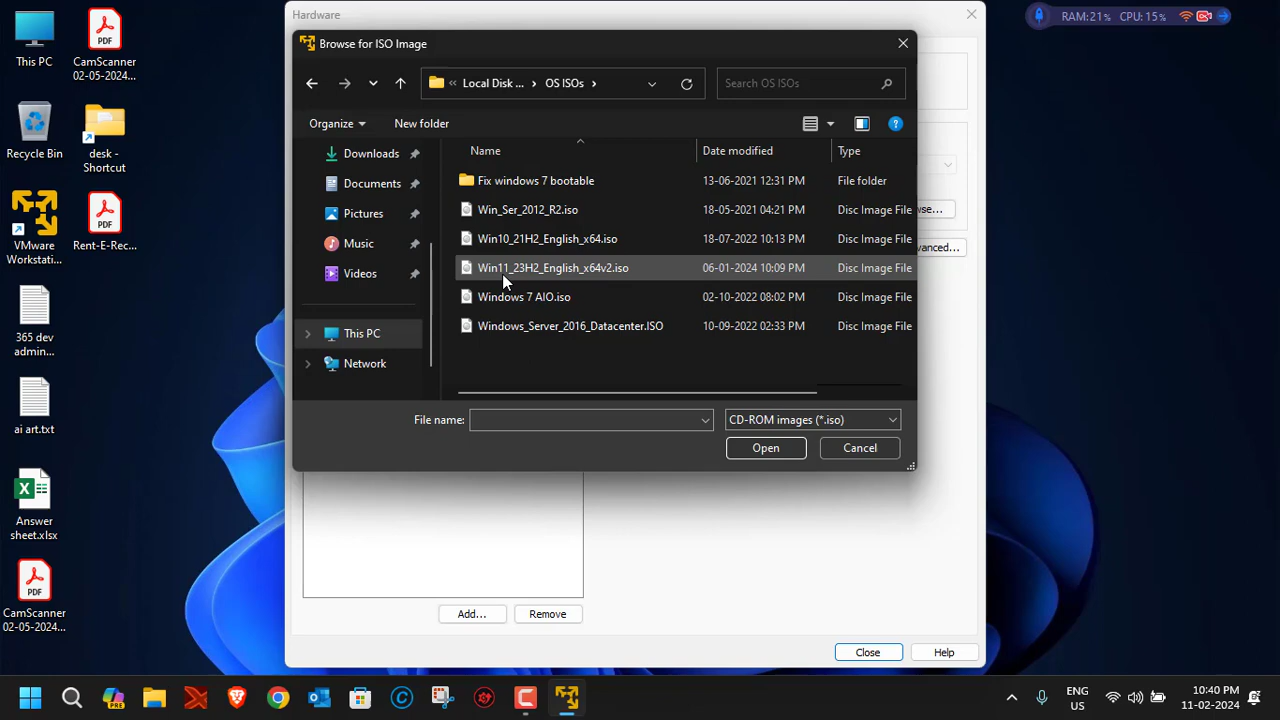 Hardware
RAM:21% CPU:15%
This PC
CamScanner
02-05-2024...
Recycle Bin
desk -
Shortcut
VMware
Workstati...
Rent-E-Rec...
365 dev
admin...
ai art.txt
Answer
sheet.xlsx
CamScanner
02-05-2024...
Browse for ISO Image
« Local Disk ... > OS ISOs >
Search OS ISOs
Organize
New folder
Downloads
Documents
Pictures
Music
Videos
This PC
Network
Name Date modified Type
Fix windows 7 bootable 13-06-2021 12:31 PM File folder
Win_Ser_2012_R2.iso 18-05-2021 04:21 PM Disc Image File
Win10_21H2_English_x64.iso 18-07-2022 10:13 PM Disc Image File
Win11_23H2_English_x64v2.iso 06-01-2024 10:09 PM Disc Image File
Windows 7 AIO.iso 08:02 PM Disc Image File
Windows_Server_2016_Datacenter.ISO 10-09-2022 02:33 PM Disc Image File
File name:
CD-ROM images (*.iso)
Open
Cancel
wse...
vanced...
Add...
Remove
Close
Help
PRE
ENG
US
10:40 PM
11-02-2024